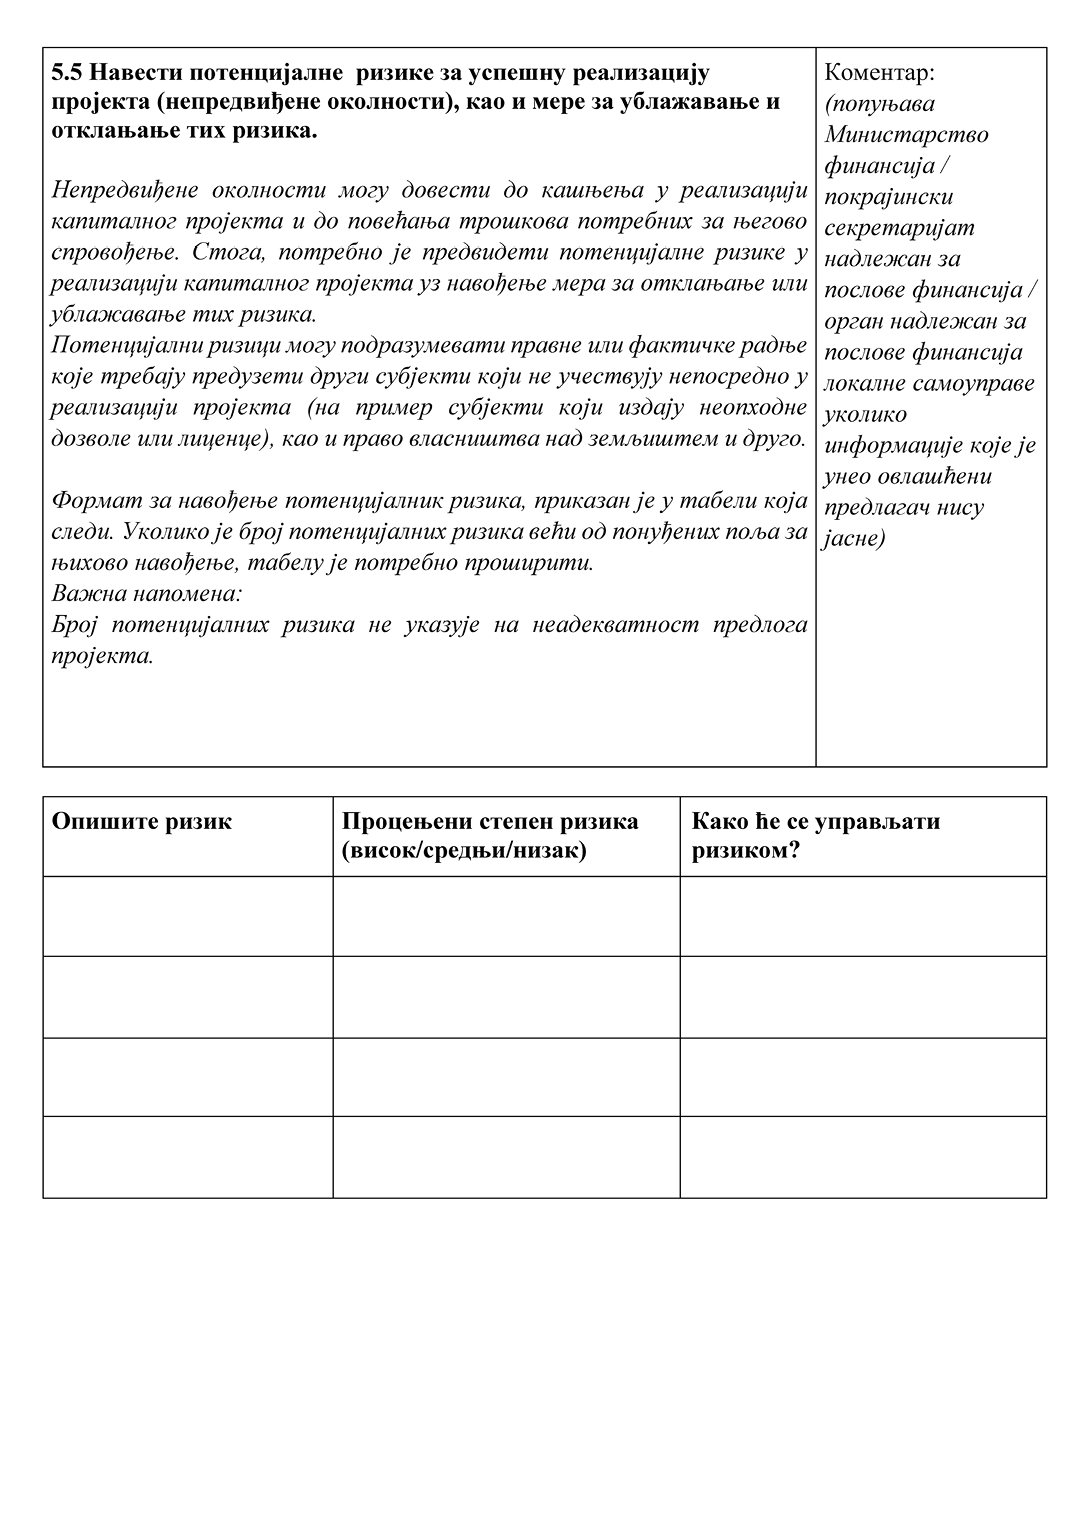 5.5 Навести потенцијалне  ризике за успешну реализацију
пројекта (непредвиђене околности), као и мере за ублажавање и
отклањање тих ризика.
Непредвиђене околности могу довести до кашњења у реализацији
капиталног пројекта и до повећања трошкова потребних за његово
спровођење. Стога, потребно је предвидети потенцијалне ризике у
реализацији капиталног пројекта уз навођење мера за отклањање или
ублажавање тих ризика.
Потенцијални ризици могу подразумевати правне или фактичке радње
које требају предузети други субјекти који не учествују непосредно у
реализацији пројекта (на пример субјекти који издају неопходне
дозволе или лиценце), као и право власништва над земљиштем и друго.
Формат за навођење потенцијалник ризика, приказан је у табели која
следи. Уколико је број потенцијалних ризика већи од понуђених поља за
њихово навођење, табелу је потребно проширити.
Важна напомена:
Број потенцијалних ризика не указује на неадекватност предлога
пројекта.
Коментар:
(попуњава
Министарство
финансија /
покрајински
секретаријат
надлежан за
послове финансија /
орган надлежан за
послове финансија
локалне самоуправе
уколико
информације које је
унео овлашћени
предлагач нису
јасне)
Опишите ризик
Процењени степен ризика
(висок/средњи/низак)
Како ће се управљати
ризиком?